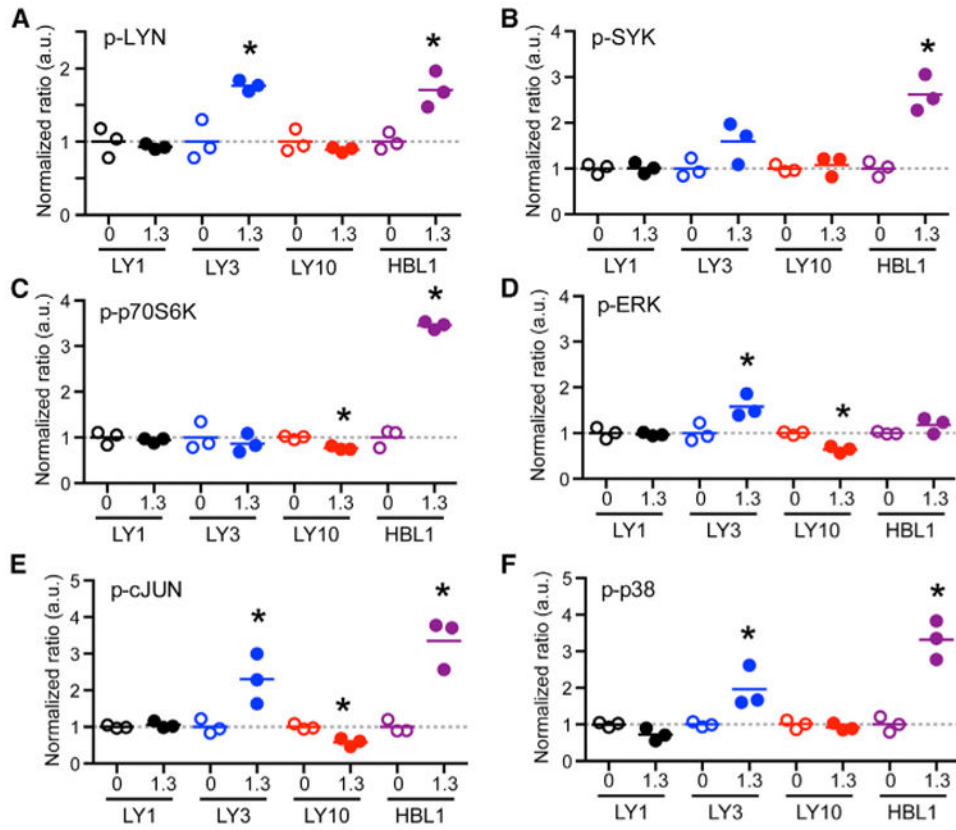 A
p-LYN
Normalized ratio (a.u.)
2
1
0
*
*
0 1.3 0 1.3 0 1.3 0 1.3
LY1 LY3 LY10 HBL1
B
p-SYK
Normalized ratio (a.u.)
4
3
2
1
0
*
0 1.3 0 1.3 0 1.3 0 1.3
LY1 LY3 LY10 HBL1
C
p-p70S6K
Normalized ratio (a.u.)
4
3
2
1
0
*
*
0 1.3 0 1.3 0 1.3 0 1.3
LY1 LY3 LY10 HBL1
D
p-ERK
Normalized ratio (a.u.)
4
3
2
1
0
*
*
0 1.3 0 1.3 0 1.3 0 1.3
LY1 LY3 LY10 HBL1
E
p-cJUN
Normalized ratio (a.u.)
5
4
3
2
1
0
*
*
*
0 1.3 0 1.3 0 1.3 0 1.3
LY1 LY3 LY10 HBL1
F
p-p38
Normalized ratio (a.u.)
5
4
3
2
1
0
*
*
0 1.3 0 1.3 0 1.3 0 1.3
LY1 LY3 LY10 HBL1